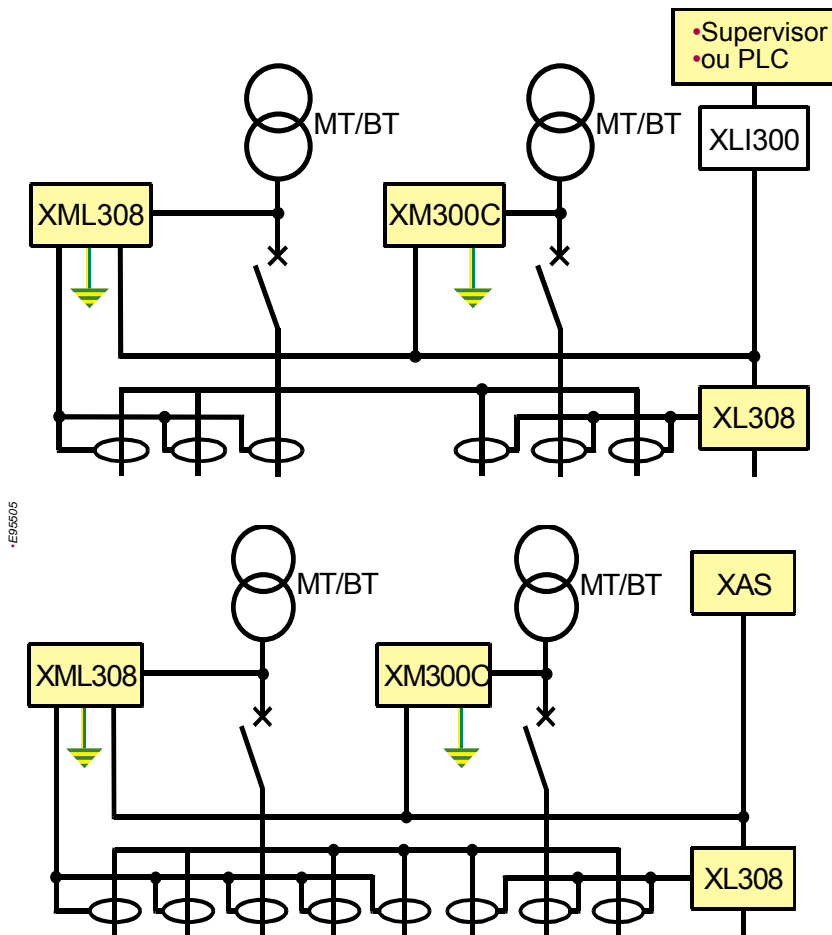 •Supervisor
•ou PLC
MT/BT
MT/BT
XLI300
XML308
XM300C
XL308
•E95505
MT/BT
MT/BT
XAS
XML308
XM300C
XL308